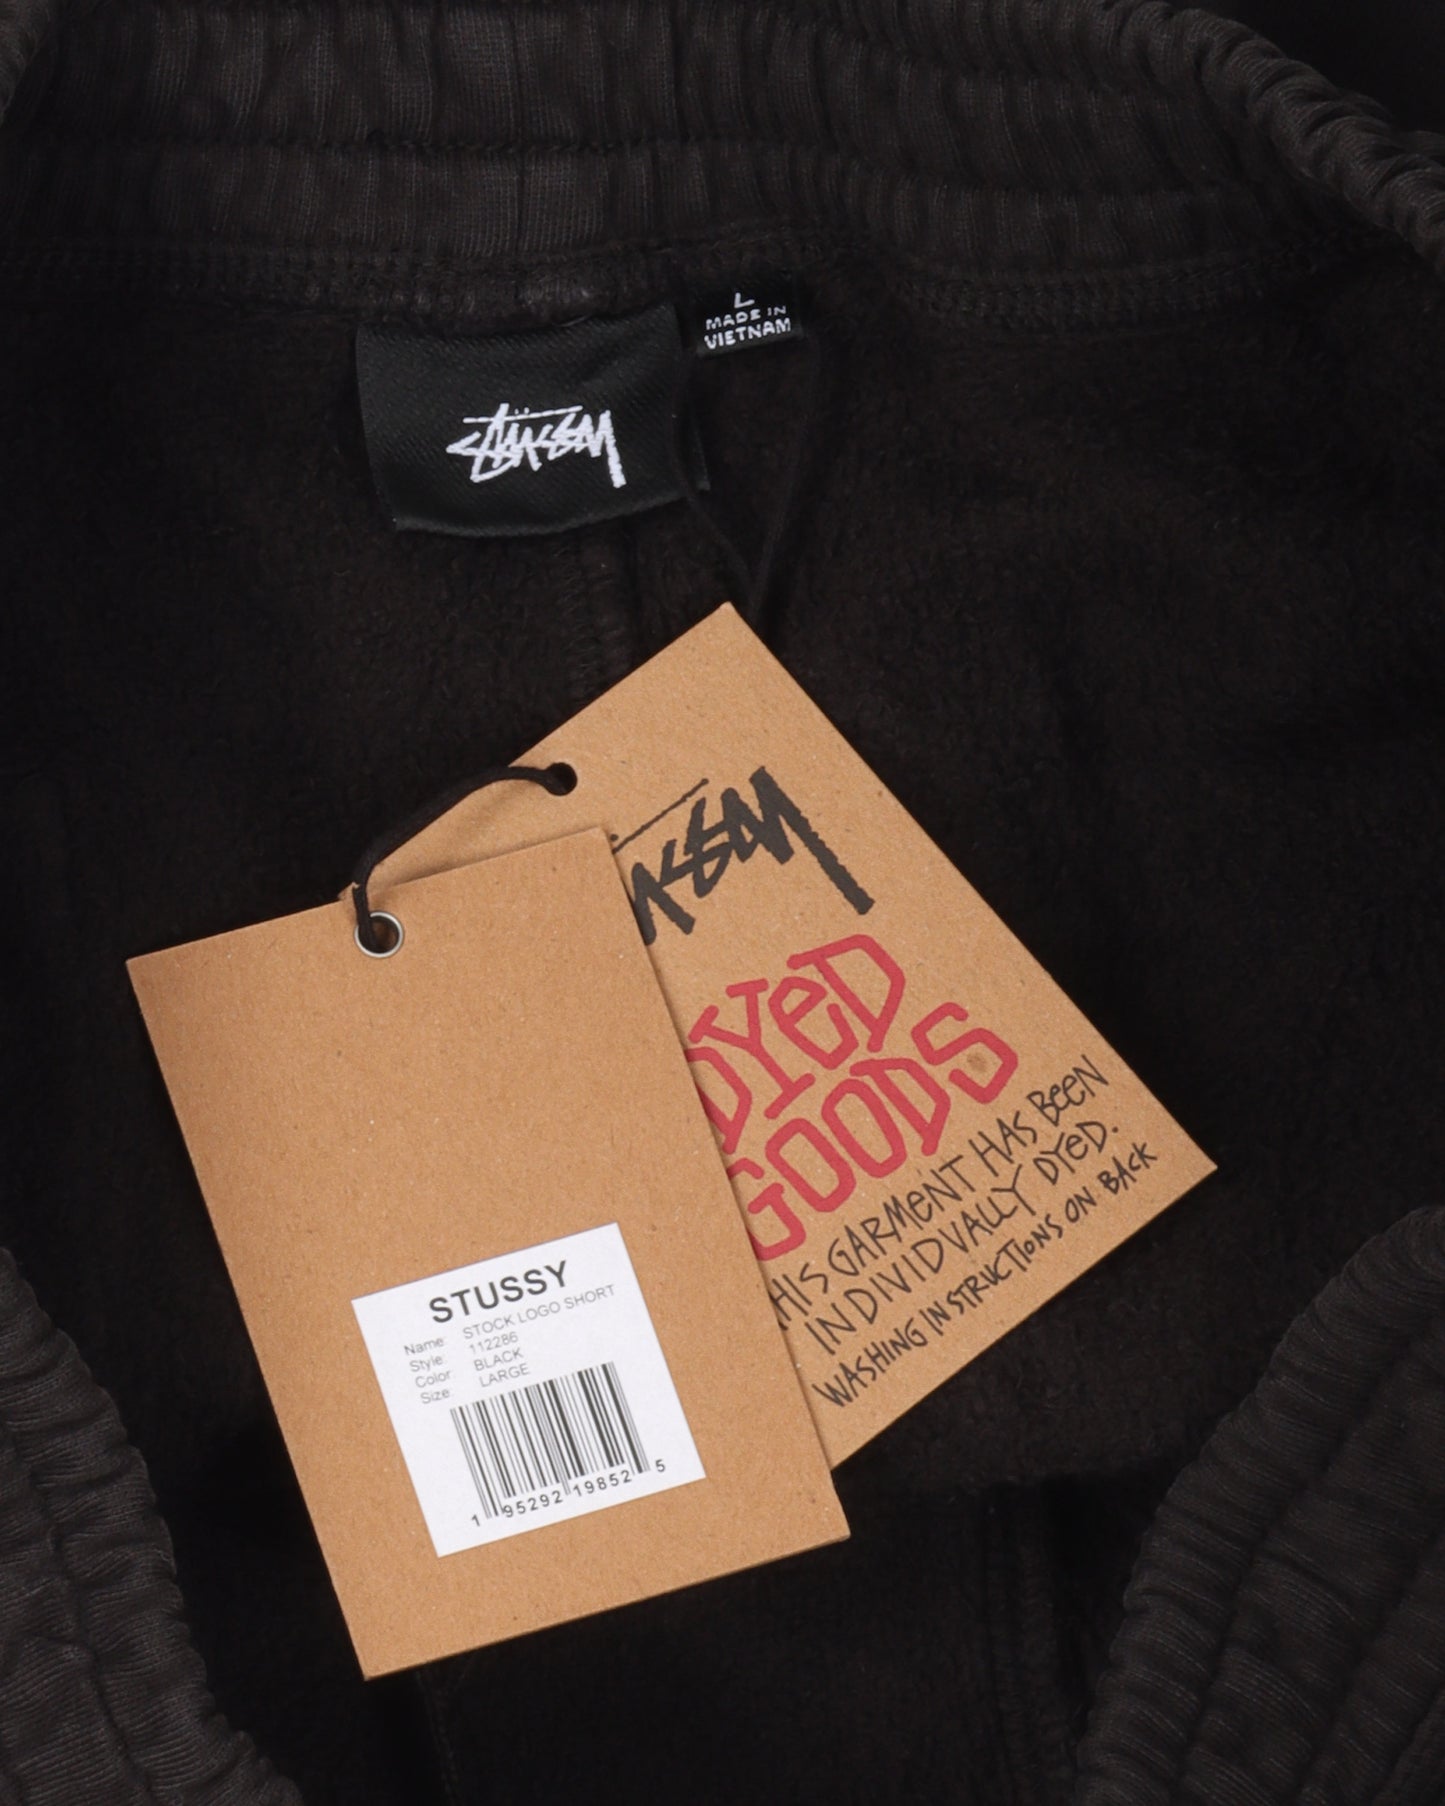 L
MADE IN
VIETNAM
STÜSSY
DYED
GOODS
THIS GARMENT HAS BEEN
INDIVIDUALLY DYED.
WASHING INSTRUCTIONS ON BACK
STUSSY
Name: STOCK LOGO SHORT
Style: 112286
Color: BLACK
Size: LARGE
1 95292 19852 5